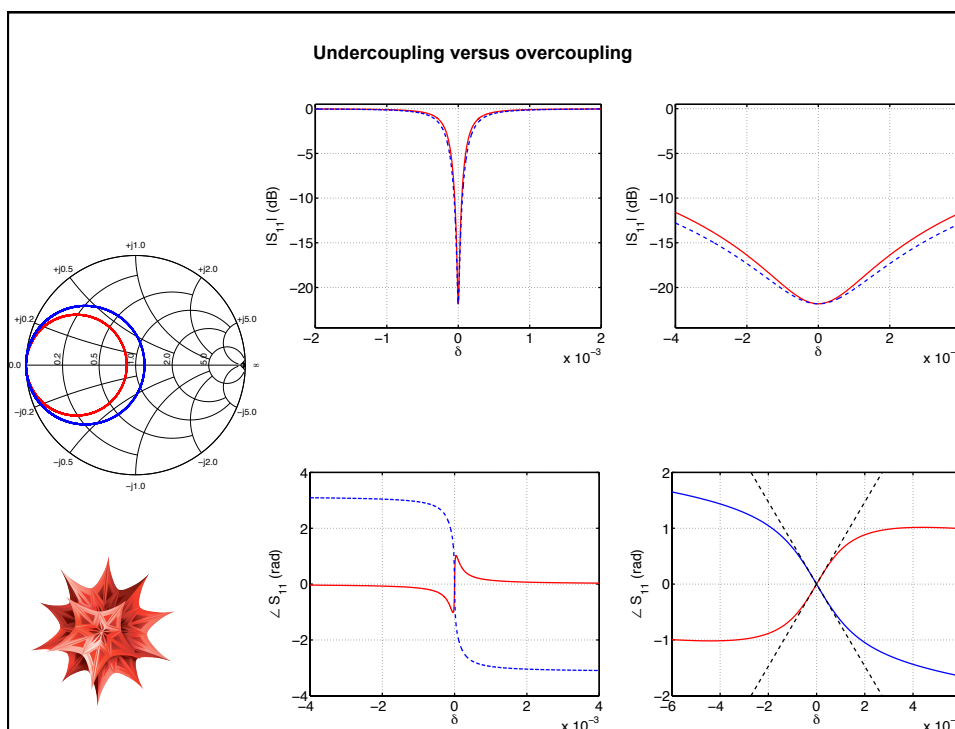 Undercoupling versus overcoupling
0
−5
−10
−15
−20
|S11| (dB)
−2 −1 0 1 2
δ
x 10−3
0
−5
−10
−15
−20
|S11| (dB)
−4 −2 0 2 4
δ
+j1.0
+j0.5 +j2.0
+j0.2 +j5.0
0.0 0.2 0.5 1.0 2.0 5.0 ∞
−j0.2 −j5.0
−j0.5 −j2.0
−j1.0
4
2
0
−2
−4
∠ S11 (rad)
−4 −2 0 2 4
δ
x 10−3
2
1
0
−1
−2
∠ S11 (rad)
−6 −4 −2 0 2 4
δ